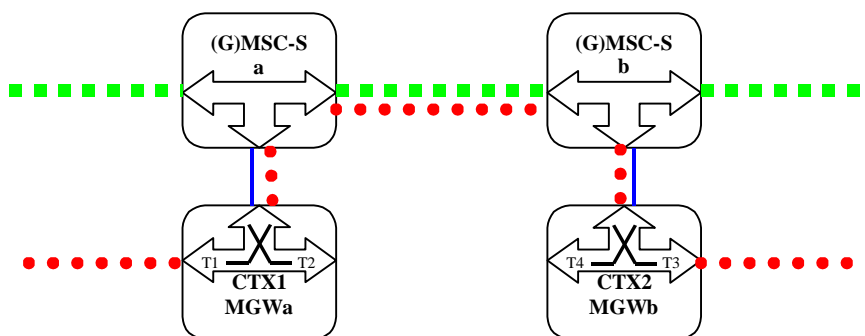 (G)MSC-S
a
(G)MSC-S
b
T1 T2
CTX1
MGWa
T4 T3
CTX2
MGWb